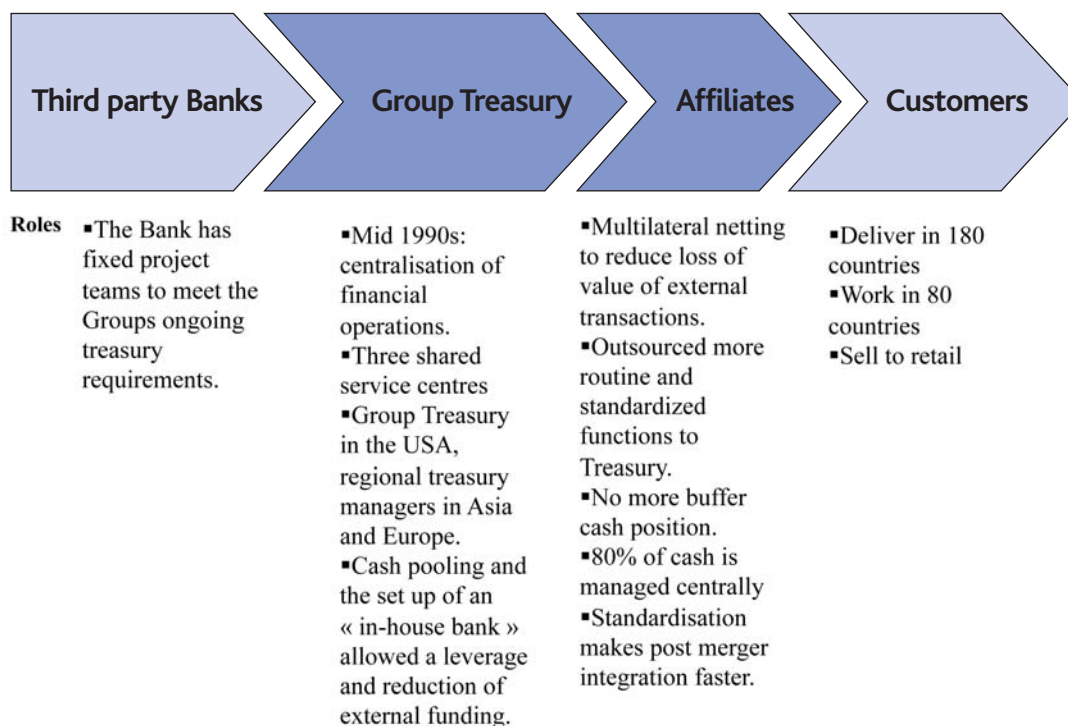 Third party Banks
Group Treasury
Affiliates
Customers
Roles
▪The Bank has
fixed project
teams to meet the
Groups ongoing
treasury
requirements.
▪Mid 1990s:
centralisation of
financial
operations.
▪Three shared
service centres
▪Group Treasury
in the USA,
regional treasury
managers in Asia
and Europe.
▪Cash pooling and
the set up of an
« in-house bank »
allowed a leverage
and reduction of
external funding.
▪Multilateral netting
to reduce loss of
value of external
transactions.
▪Outsourced more
routine and
standardized
functions to
Treasury.
▪No more buffer
cash position.
▪80% of cash is
managed centrally
▪Standardisation
makes post merger
integration faster.
▪Deliver in 180
countries
▪Work in 80
countries
▪Sell to retail